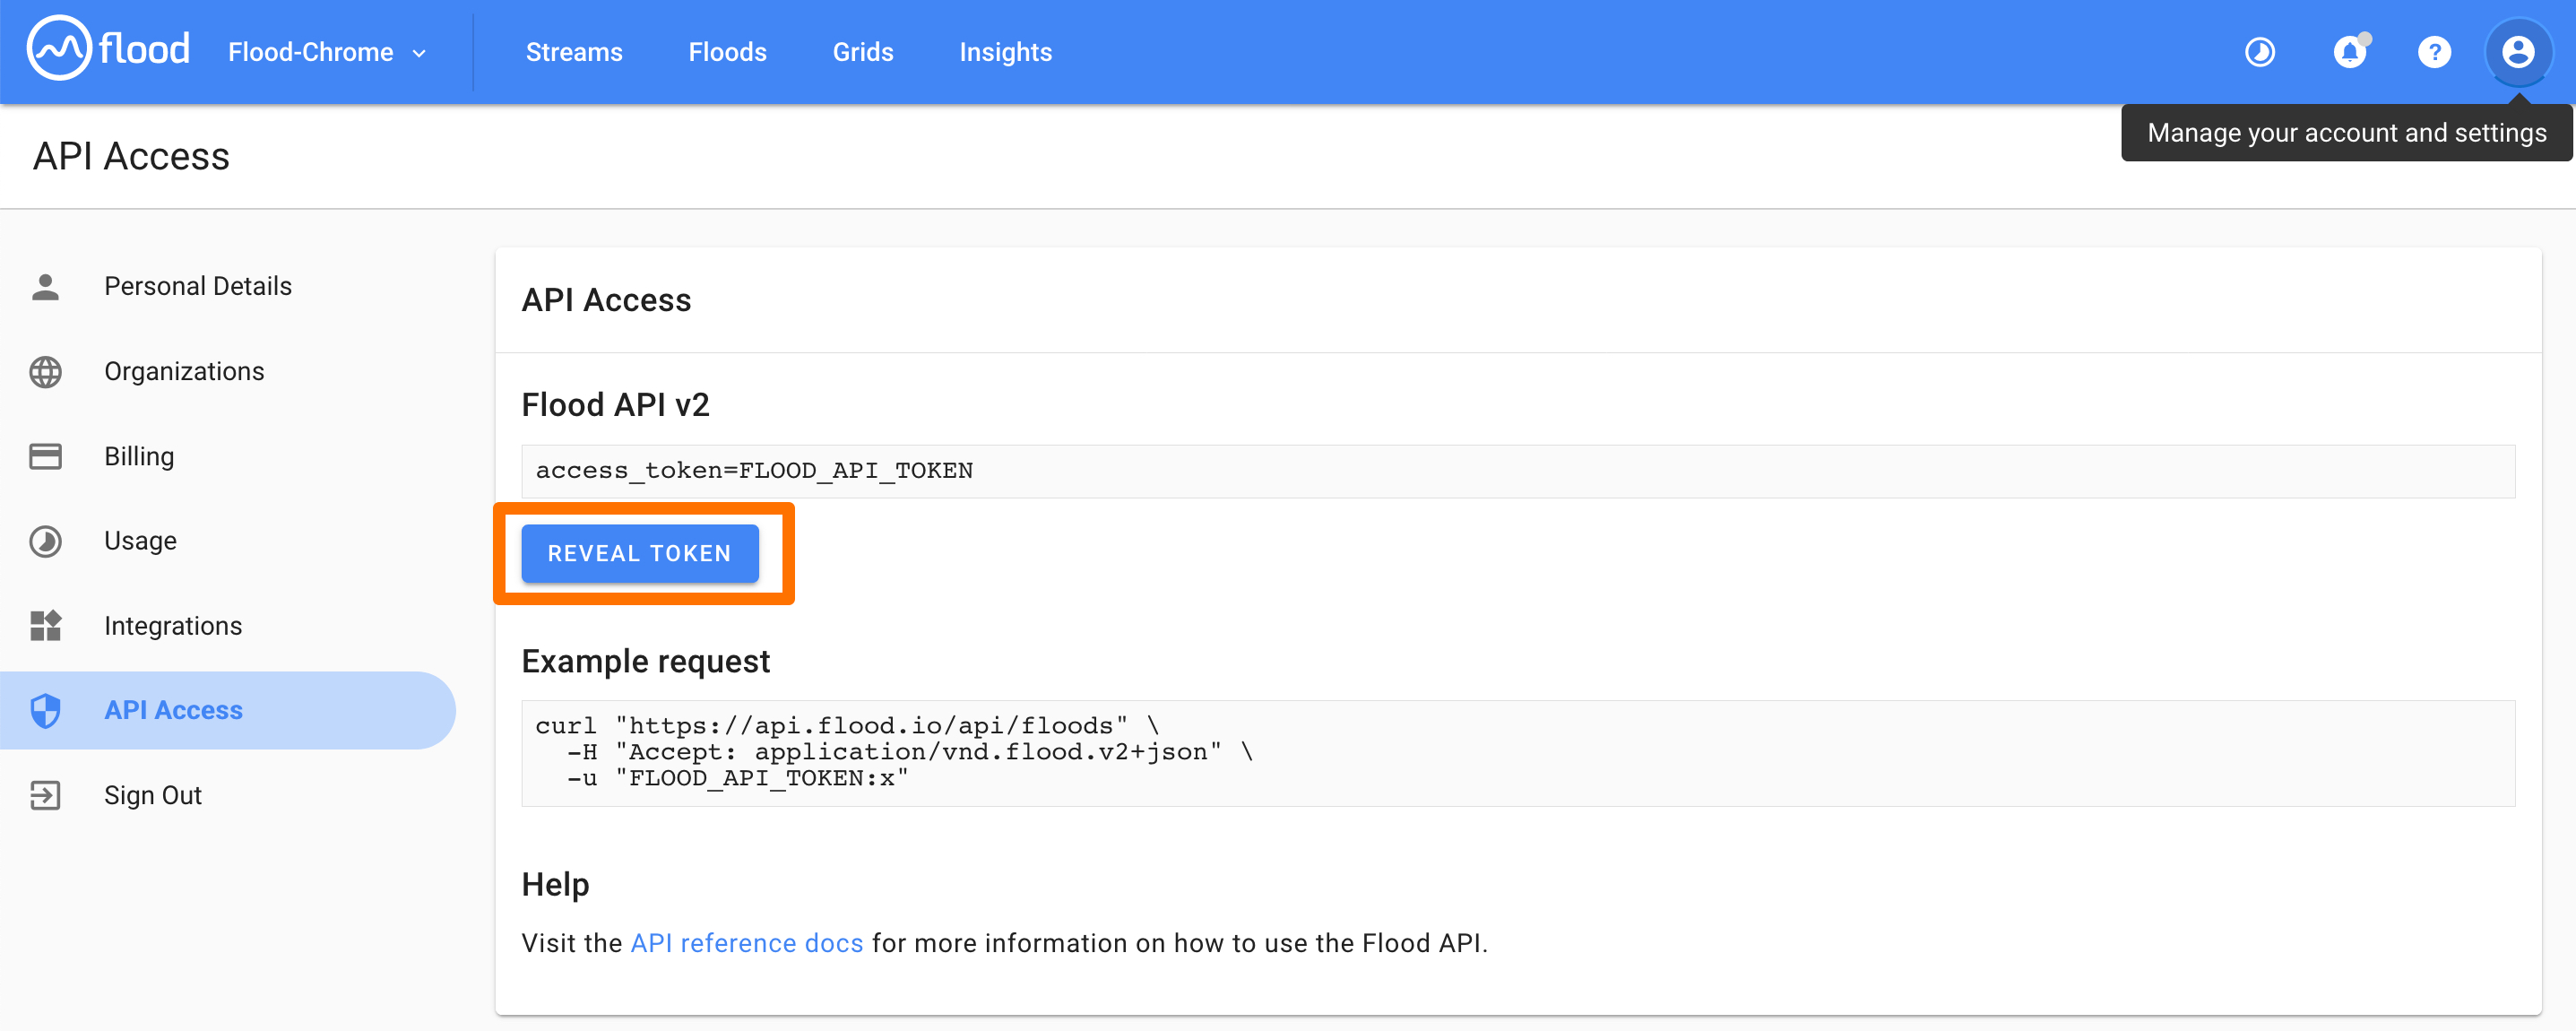 flood
Flood-Chrome
Streams
Floods
Grids
Insights
?
Manage your account and settings
API Access
Personal Details
Organizations
Billing
Usage
Integrations
API Access
Sign Out
API Access
Flood API v2
access_token=FLOOD_API_TOKEN
REVEAL TOKEN
Example request
curl "https://api.flood.io/api/floods" \
-H "Accept: application/vnd.flood.v2+json" \
-u "FLOOD_API_TOKEN:x"
Help
Visit the API reference docs for more information on how to use the Flood API.